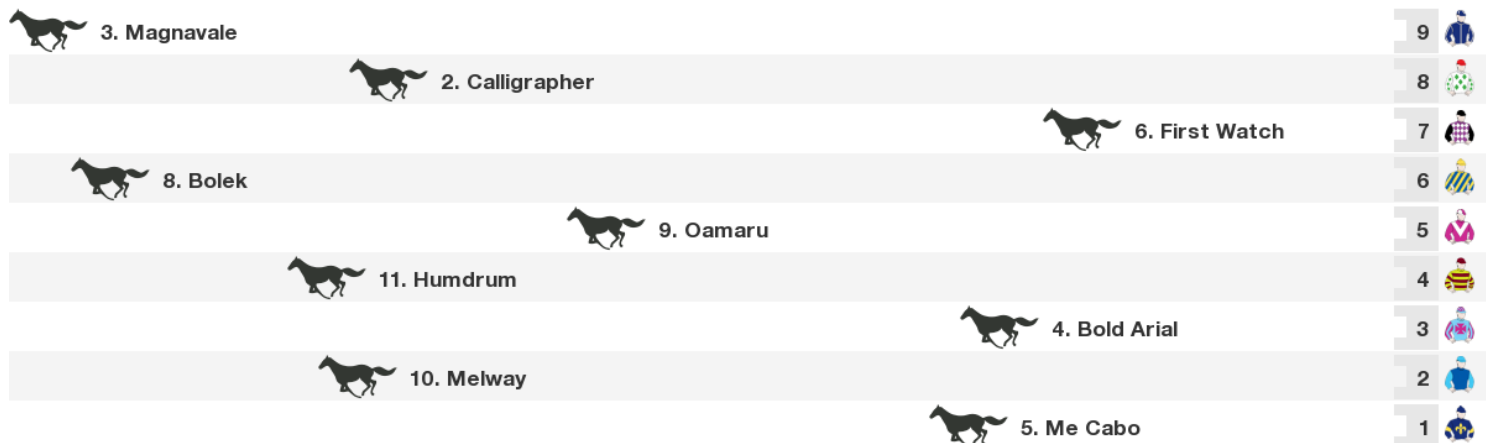 3. Magnavale 9
2. Calligrapher 8
6. First Watch 7
8. Bolek 6
9. Oamaru 5
11. Humdrum 4
4. Bold Arial 3
10. Melway 2
5. Me Cabo 1